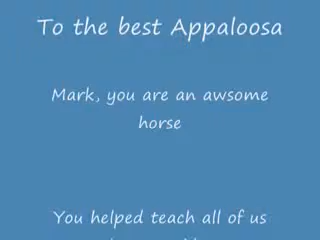 To the best Appaloosa
Mark, you are an awsome
horse
You helped teach all of us